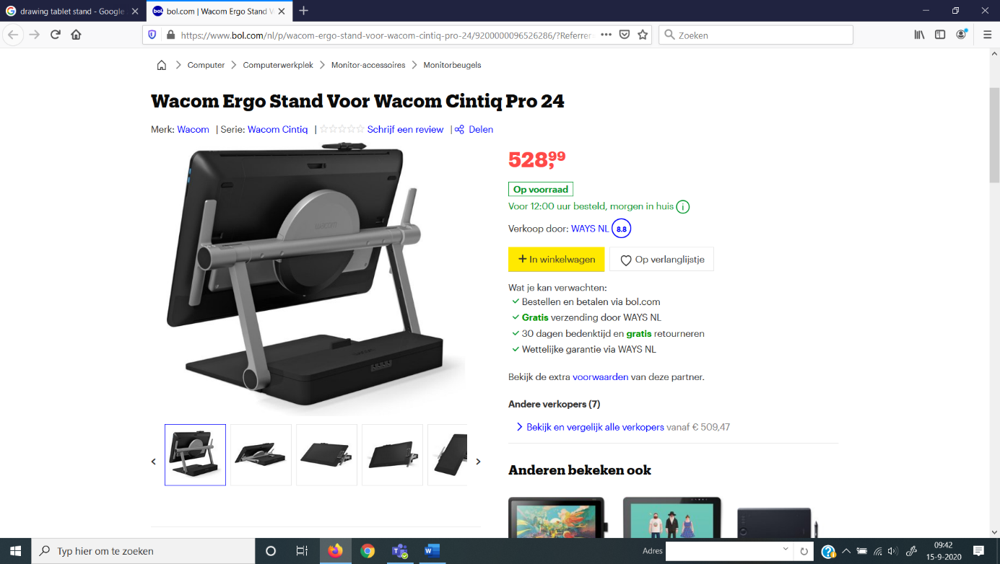 drawing tablet stand - Google
bol.com | Wacom Ergo Stand V
https://www.bol.com/nl/p/wacom-ergo-stand-voor-wacom-cintiq-pro-24/9200000096526286/?Referrer=
Zoeken
Computer > Computerwerkplek > Monitor-accessoires > Monitorbeugels
Wacom Ergo Stand Voor Wacom Cintiq Pro 24
Merk: Wacom | Serie: Wacom Cintiq | Schrijf een review | Delen
528,99
Op voorraad
Voor 12:00 uur besteld, morgen in huis
Verkoop door: WAYS NL 8.8
+ In winkelwagen Op verlanglijstje
Wat je kan verwachten:
Bestellen en betalen via bol.com
Gratis verzending door WAYS NL
30 dagen bedenktijd en gratis retourneren
Wettelijke garantie via WAYS NL
Bekijk de extra voorwaarden van deze partner.
Andere verkopers (7)
Bekijk en vergelijk alle verkopers vanaf € 509,47
Anderen bekeken ook
Typ hier om te zoeken
Adres
09:42
15-9-2020